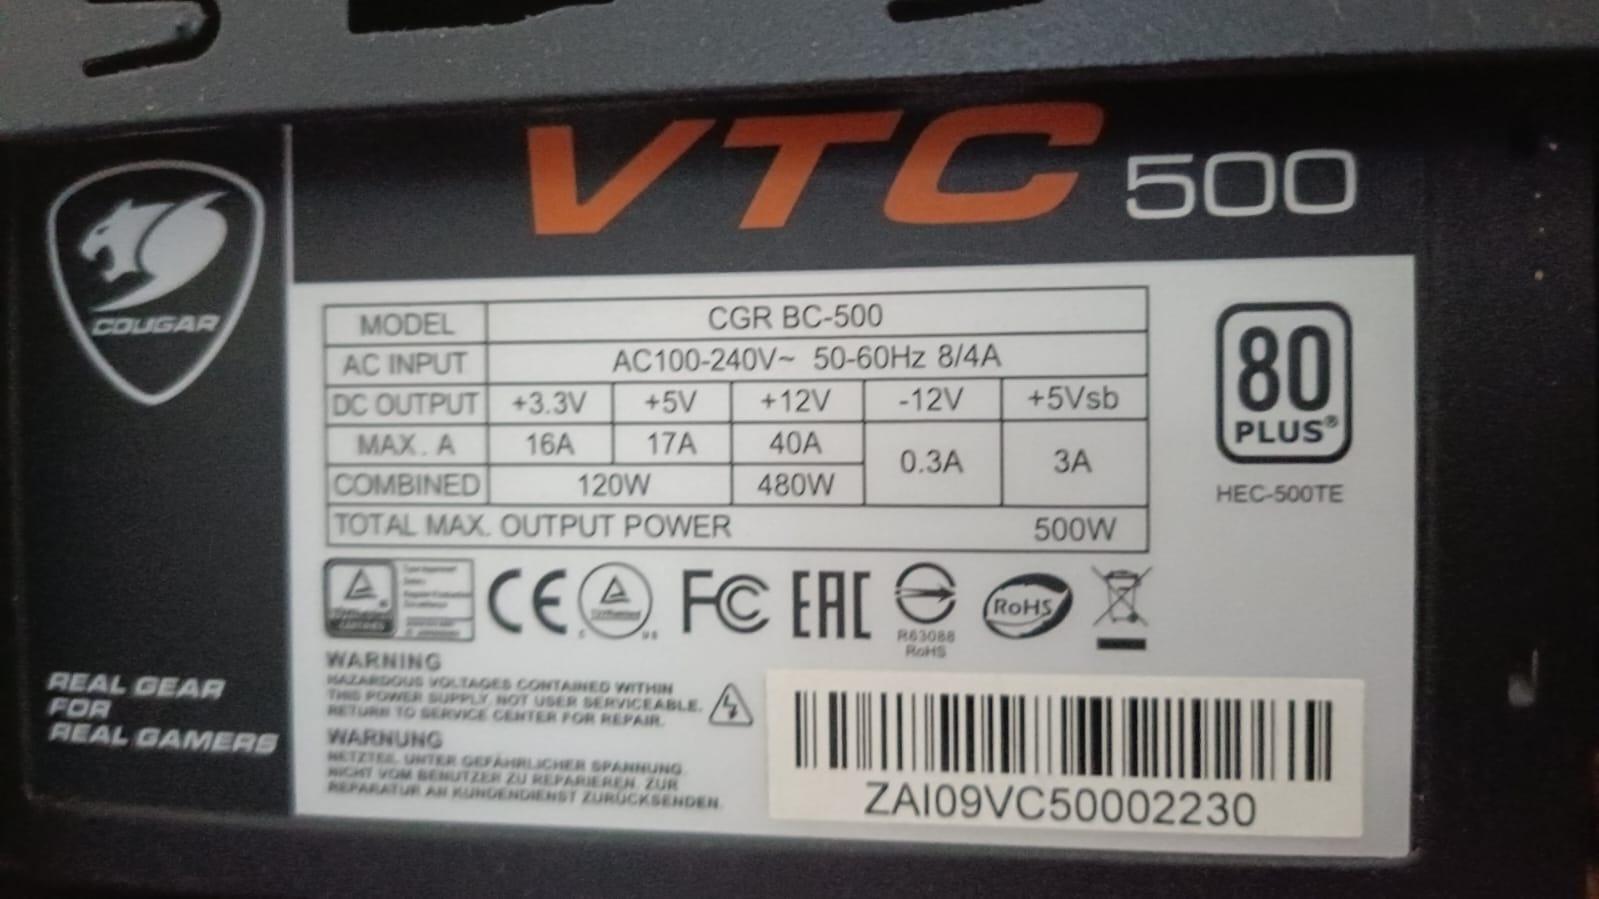 VTC 500
COUGAR
MODEL CGR BC-500
AC INPUT AC100-240V~ 50-60Hz 8/4A
DC OUTPUT +3.3V +5V +12V -12V +5Vsb
MAX. A 16A 17A 40A 0.3A 3A
COMBINED 120W 480W
TOTAL MAX. OUTPUT POWER 500W
80
PLUS®
HEC-500TE
CE FC EAC RoHS
R63088
RoHS
WARNING
HAZARDOUS VOLTAGES CONTAINED WITHIN
THIS POWER SUPPLY. NOT USER SERVICEABLE.
RETURN TO SERVICE CENTER FOR REPAIR.
WARNUNG
NETZTEIL UNTER GEFÄHRLICHER SPANNUNG.
NICHT VOM BENUTZER ZU REPARIEREN. ZUR
REPARATUR AN KUNDENDIENST ZURÜCKSENDEN.
ZAI09VC50002230
REAL GEAR
FOR
REAL GAMERS